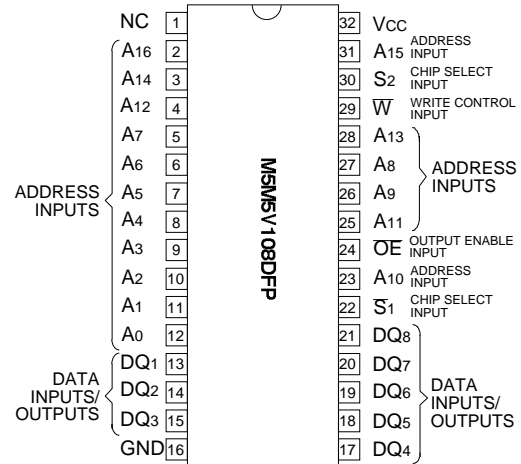 NC 1
A16 2
A14 3
A12 4
A7 5
A6 6
A5 7
A4 8
A3 9
A2 10
A1 11
A0 12
DQ1 13
DQ2 14
DQ3 15
GND 16
ADDRESS
INPUTS
DATA
INPUTS/
OUTPUTS
M5M5V108DFP
32 VCC
31 A15 ADDRESS
INPUT
30 S2 CHIP SELECT
INPUT
29 W̅ WRITE CONTROL
INPUT
28 A13
27 A8
26 A9
25 A11
ADDRESS
INPUTS
24 O̅E̅ OUTPUT ENABLE
INPUT
23 A10 ADDRESS
INPUT
22 S̅1 CHIP SELECT
INPUT
21 DQ8
20 DQ7
19 DQ6
18 DQ5
17 DQ4
DATA
INPUTS/
OUTPUTS